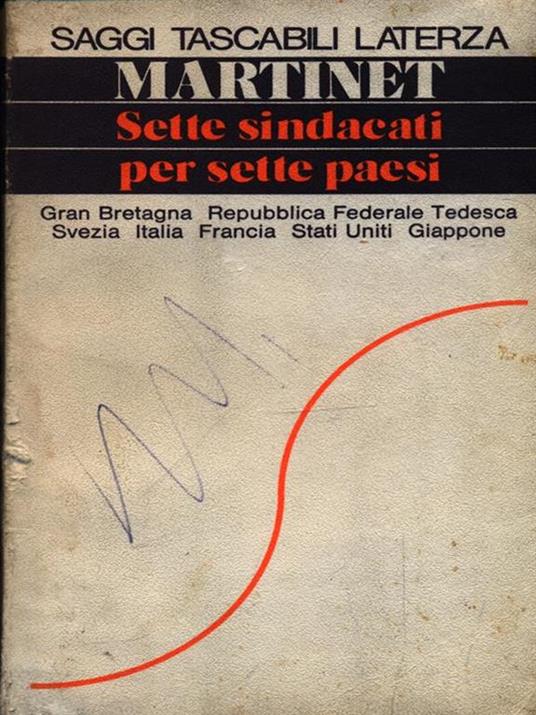 SAGGI TASCABILI LATERZA
MARTINET
Sette sindacati
per sette paesi
Gran Bretagna Repubblica Federale Tedesca
Svezia Italia Francia Stati Uniti Giappone